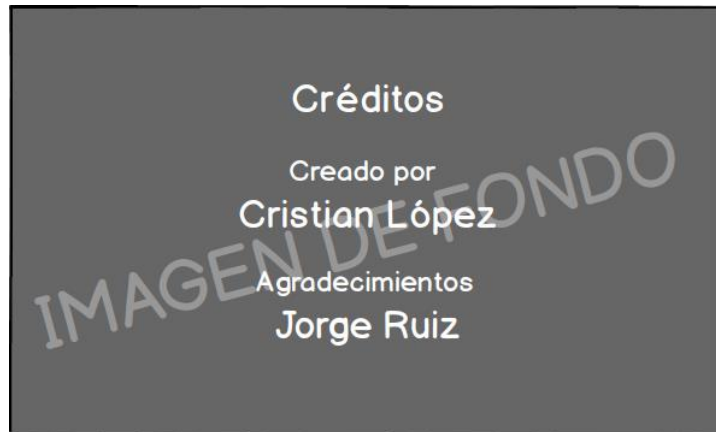 Créditos
Creado por
Cristian López
Agradecimientos
Jorge Ruiz
IMAGEN DE FONDO